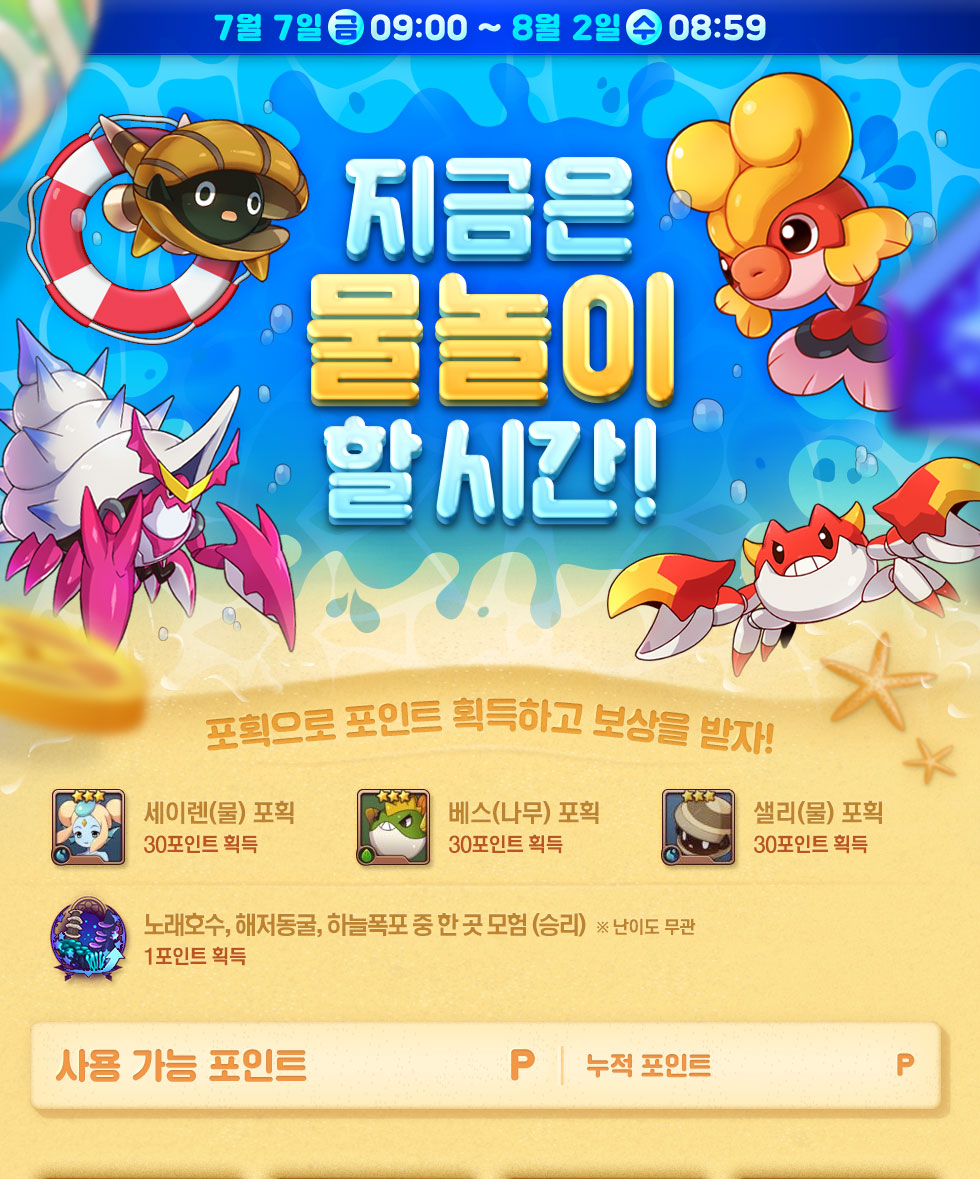 7월 7일(금) 09:00 ~ 8월 2일(수) 08:59
지금은
물놀이
할 시간!
포획으로 포인트 획득하고 보상을 받자!
세이렌(물) 포획
30포인트 획득
베스(나무) 포획
30포인트 획득
샐리(물) 포획
30포인트 획득
노래호수, 해저동굴, 하늘폭포 중 한 곳 모험 (승리) ※ 난이도 무관
1포인트 획득
사용 가능 포인트 P
누적 포인트 P